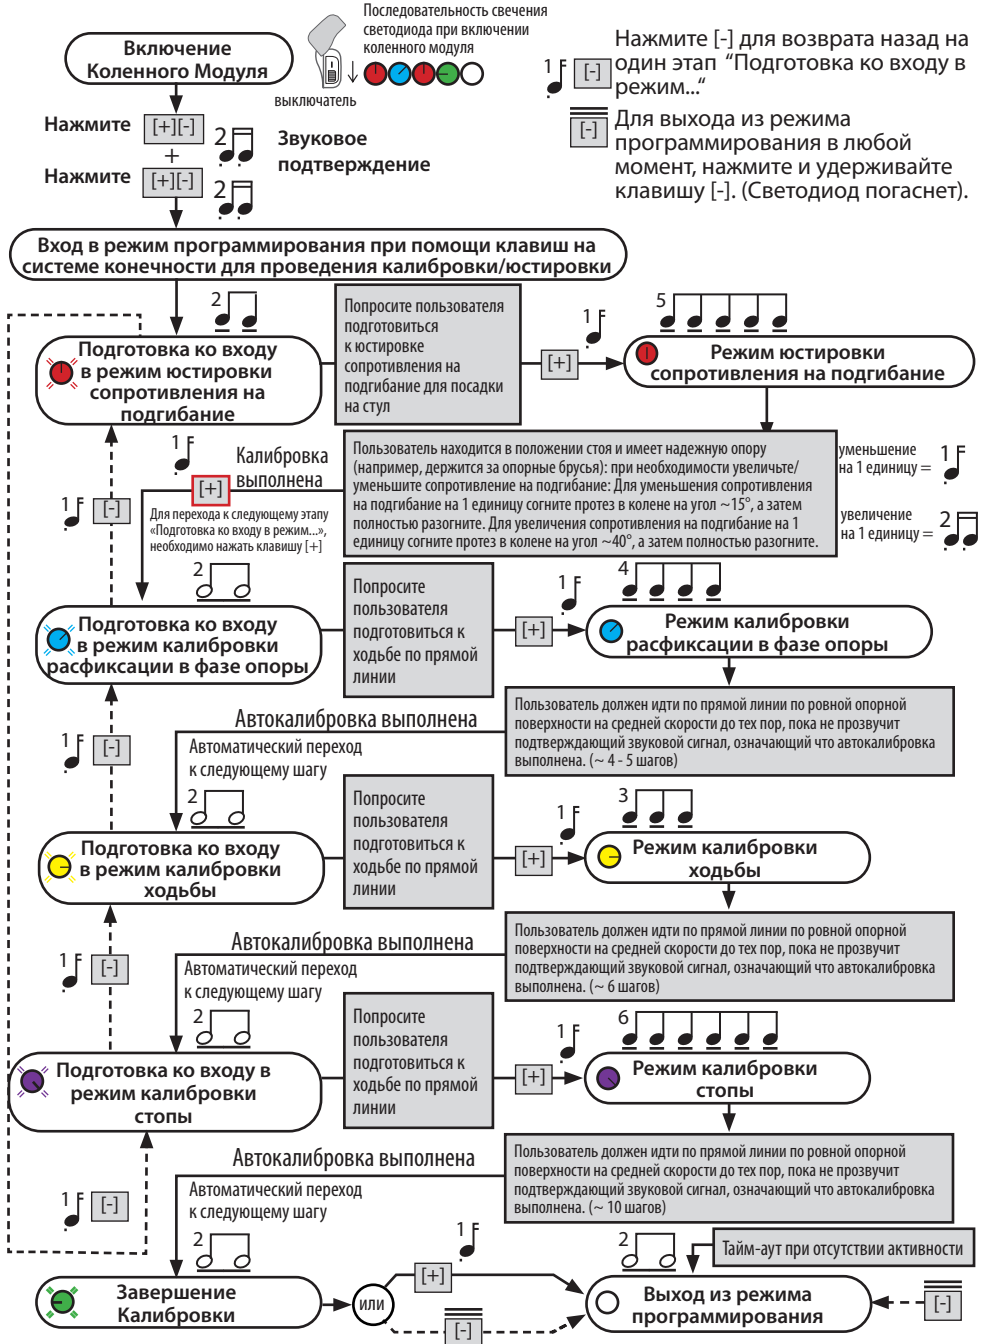 Включение
Коленного Модуля
Последовательность свечения
светодиода при включении
коленного модуля
выключатель
Нажмите [-] для возврата назад на
один этап “Подготовка ко входу в
режим...“
1
[-]
Для выхода из режима
программирования в любой
момент, нажмите и удерживайте
клавишу [-]. (Светодиод погаснет).
[-]
Нажмите [+][-] 2
+
Нажмите [+][-] 2
Звуковое
подтверждение
Вход в режим программирования при помощи клавиш на
системе конечности для проведения калибровки/юстировки
2
Подготовка ко входу
в режим юстировки
сопротивления на
подгибание
Попросите пользователя
подготовиться
к юстировке
сопротивления на
подгибание для посадки
на стул
1
[+]
5
Режим юстировки
сопротивления на подгибание
Пользователь находится в положении стоя и имеет надежную опору
(например, держится за опорные брусья): при необходимости увеличьте/
уменьшите сопротивление на подгибание: Для уменьшения сопротивления
на подгибание на 1 единицу согните протез в колене на угол ~15°, а затем
полностью разогните. Для увеличения сопротивления на подгибание на 1
единицу согните протез в колене на угол ~40°, а затем полностью разогните.
уменьшение
на 1 единицу =
1
увеличение
на 1 единицу =
2
1
[+]
Калибровка
выполнена
Для перехода к следующему этапу
«Подготовка ко входу в режим...»,
необходимо нажать клавишу [+]
1 [-]
2
Подготовка ко входу
в режим калибровки
расфиксации в фазе опоры
Попросите
пользователя
подготовиться к
ходьбе по прямой
линии
1
[+]
4
Режим калибровки
расфиксации в фазе опоры
Пользователь должен идти по прямой линии по ровной опорной
поверхности на средней скорости до тех пор, пока не прозвучит
подтверждающий звуковой сигнал, означающий что автокалибровка
выполнена. (~ 4 - 5 шагов)
Автокалибровка выполнена
Автоматический переход
к следующему шагу
1 [-]
2
Подготовка ко входу
в режим калибровки
ходьбы
Попросите
пользователя
подготовиться к
ходьбе по прямой
линии
1
[+]
3
Режим калибровки
ходьбы
Пользователь должен идти по прямой линии по ровной опорной
поверхности на средней скорости до тех пор, пока не прозвучит
подтверждающий звуковой сигнал, означающий что автокалибровка
выполнена. (~ 6 шагов)
Автокалибровка выполнена
Автоматический переход
к следующему шагу
1 [-]
2
Подготовка ко входу в
режим калибровки
стопы
Попросите
пользователя
подготовиться к
ходьбе по прямой
линии
1
[+]
6
Режим калибровки
стопы
Пользователь должен идти по прямой линии по ровной опорной
поверхности на средней скорости до тех пор, пока не прозвучит
подтверждающий звуковой сигнал, означающий что автокалибровка
выполнена. (~ 10 шагов)
Автокалибровка выполнена
Автоматический переход
к следующему шагу
1 [-]
2
Завершение
Калибровки
или
1
[+]
[-]
2
Тайм-аут при отсутствии активности
Выход из режима
программирования
[-]